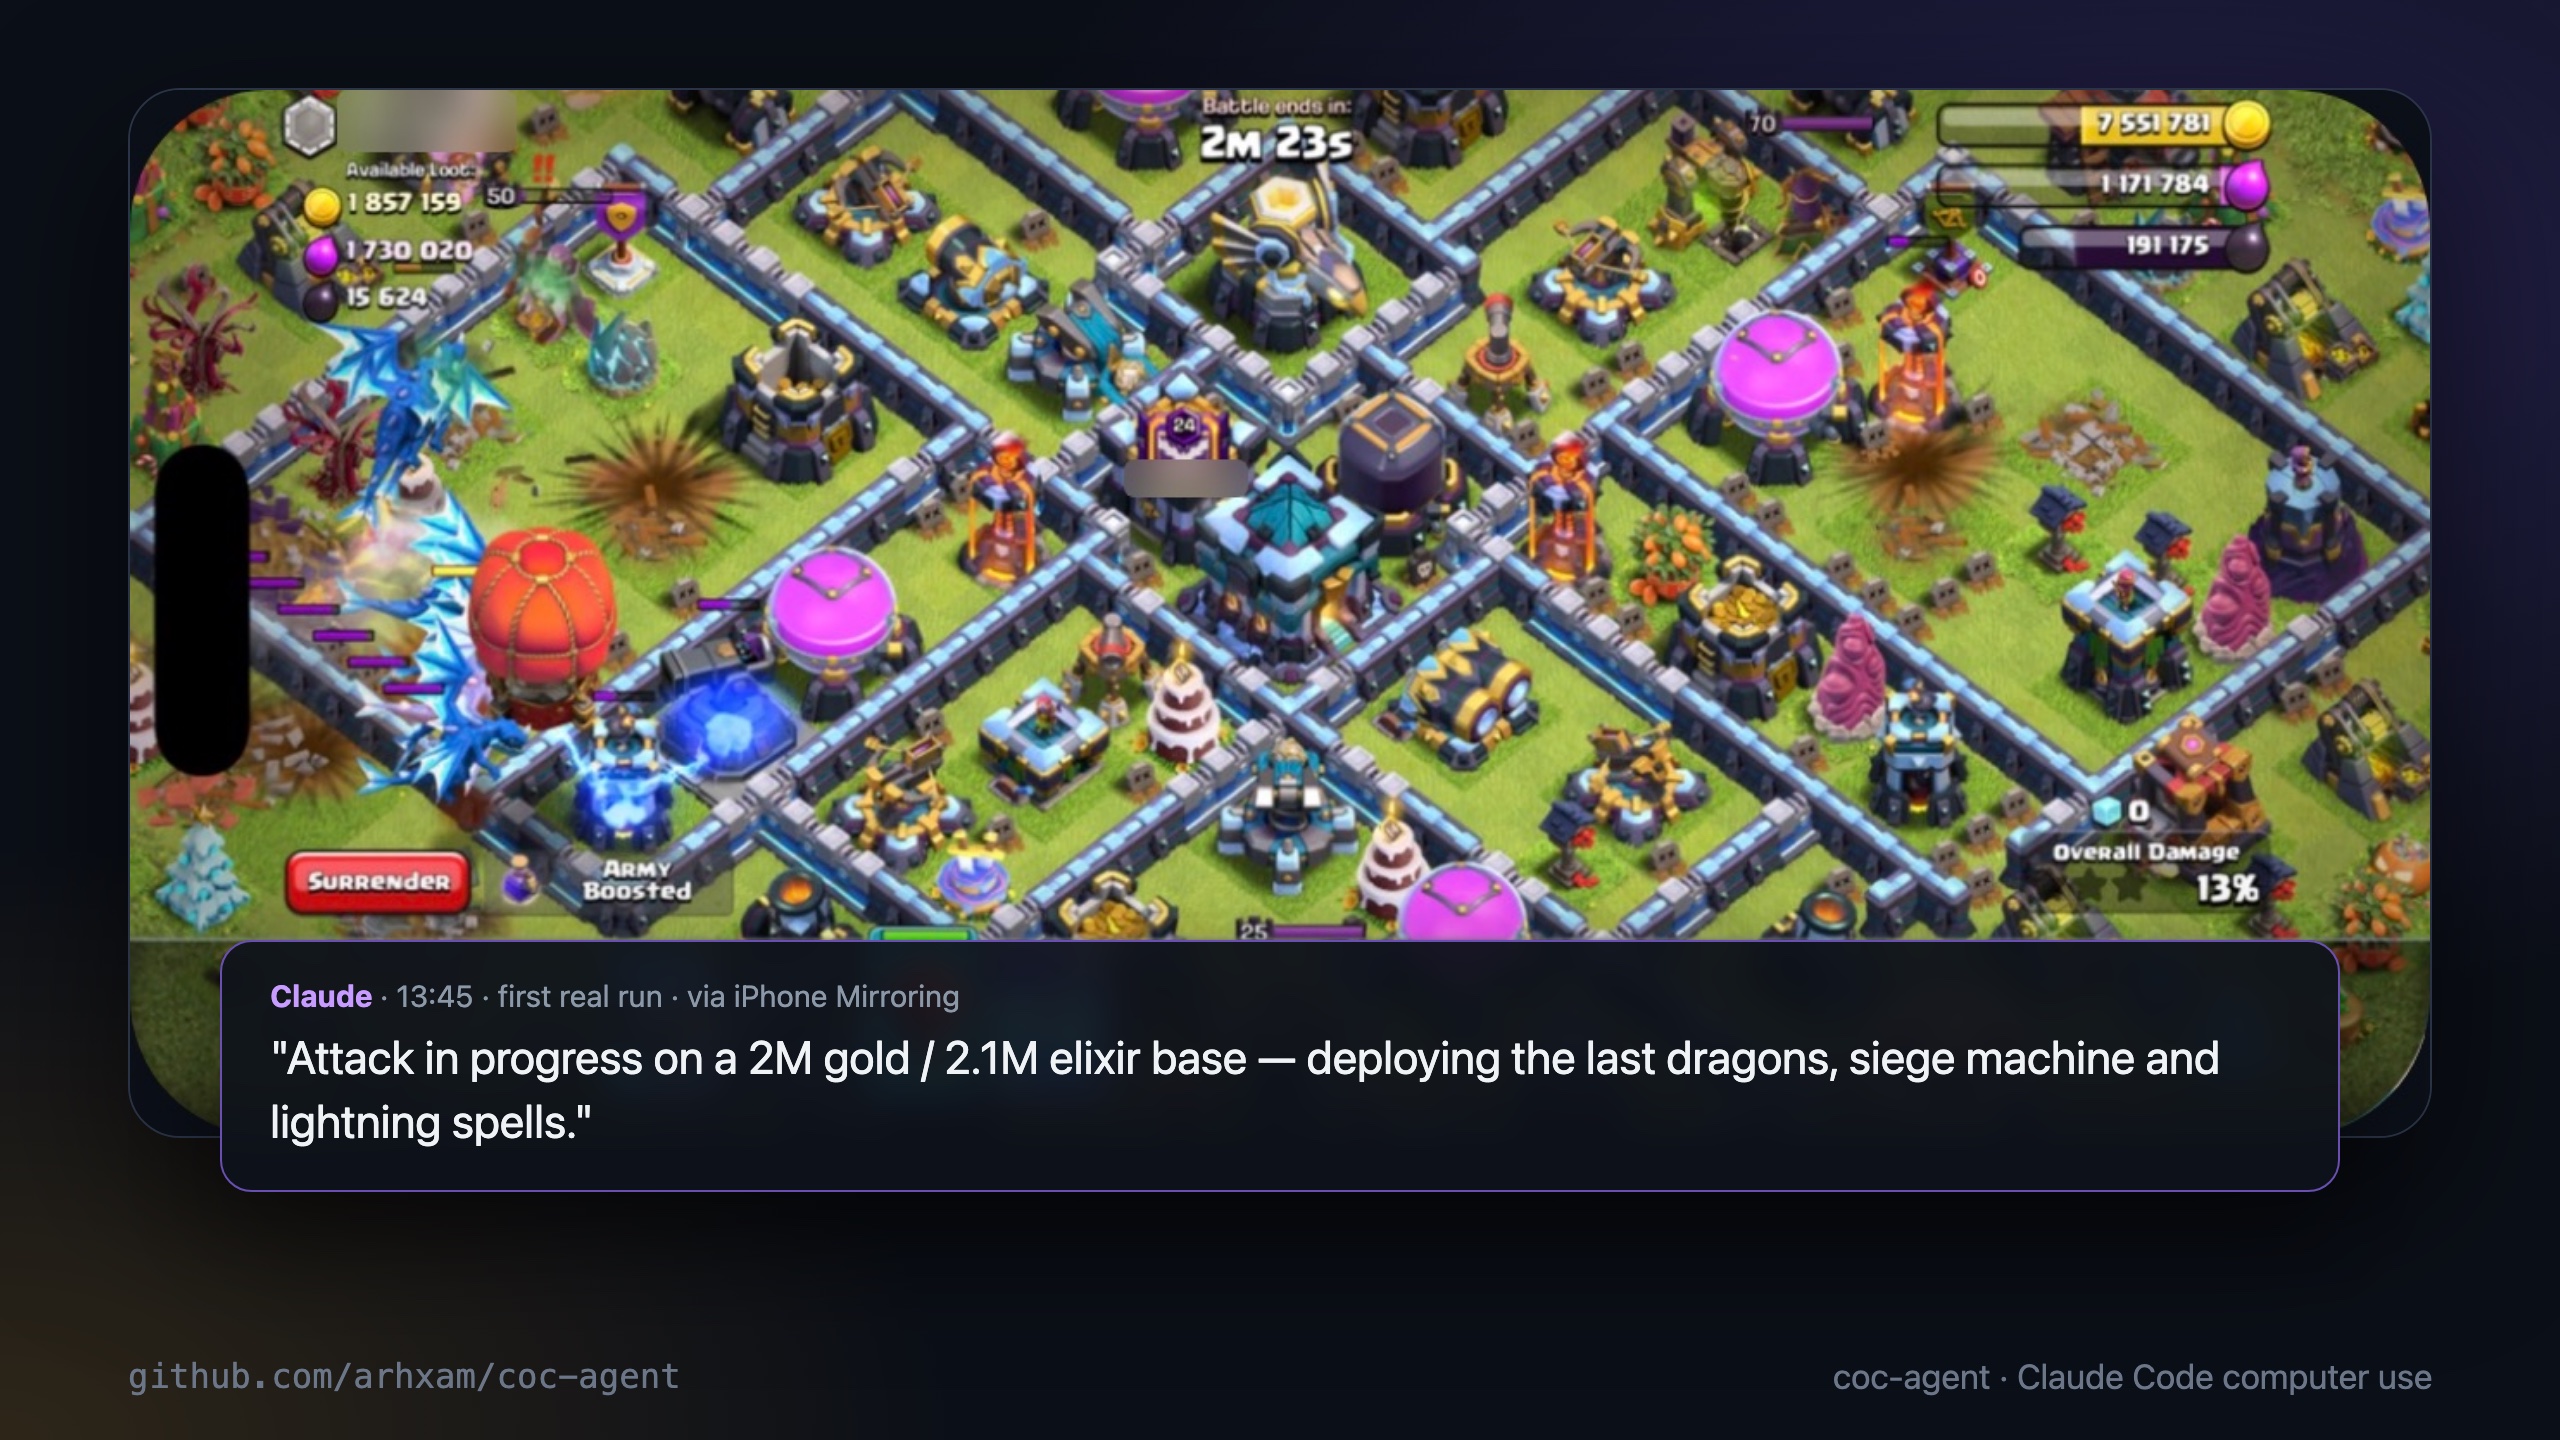 Battle ends in:
2M 23s
Available Loot:
1 857 159
1 730 020
15 624
50
70
7 551 781
1 171 784
191 175
24
Surrender
Army
Boosted
25
0
Overall Damage
13%
Claude · 13:45 · first real run · via iPhone Mirroring
"Attack in progress on a 2M gold / 2.1M elixir base — deploying the last dragons, siege machine and
lightning spells."
github.com/arhxam/coc-agent
coc-agent · Claude Code computer use